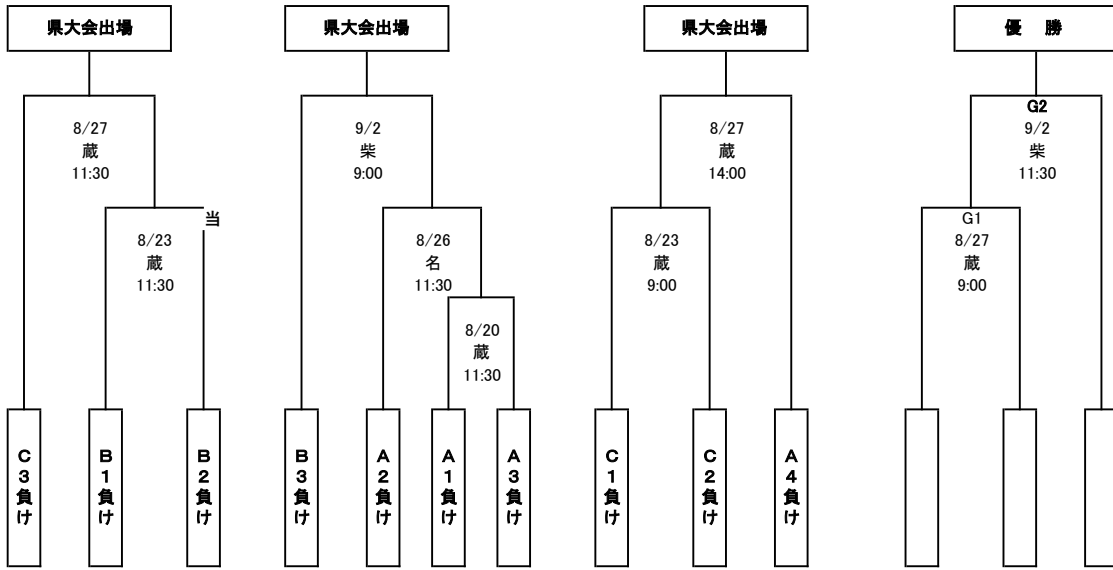 県大会出場
県大会出場
県大会出場
優 勝
8/27
蔵
11:30
9/2
柴
9:00
8/27
蔵
14:00
G2
9/2
柴
11:30
当
8/23
蔵
11:30
8/26
名
11:30
8/23
蔵
9:00
G1
8/27
蔵
9:00
8/20
蔵
11:30
C3負け
B1負け
B2負け
B3負け
A2負け
A1負け
A3負け
C1負け
C2負け
A4負け